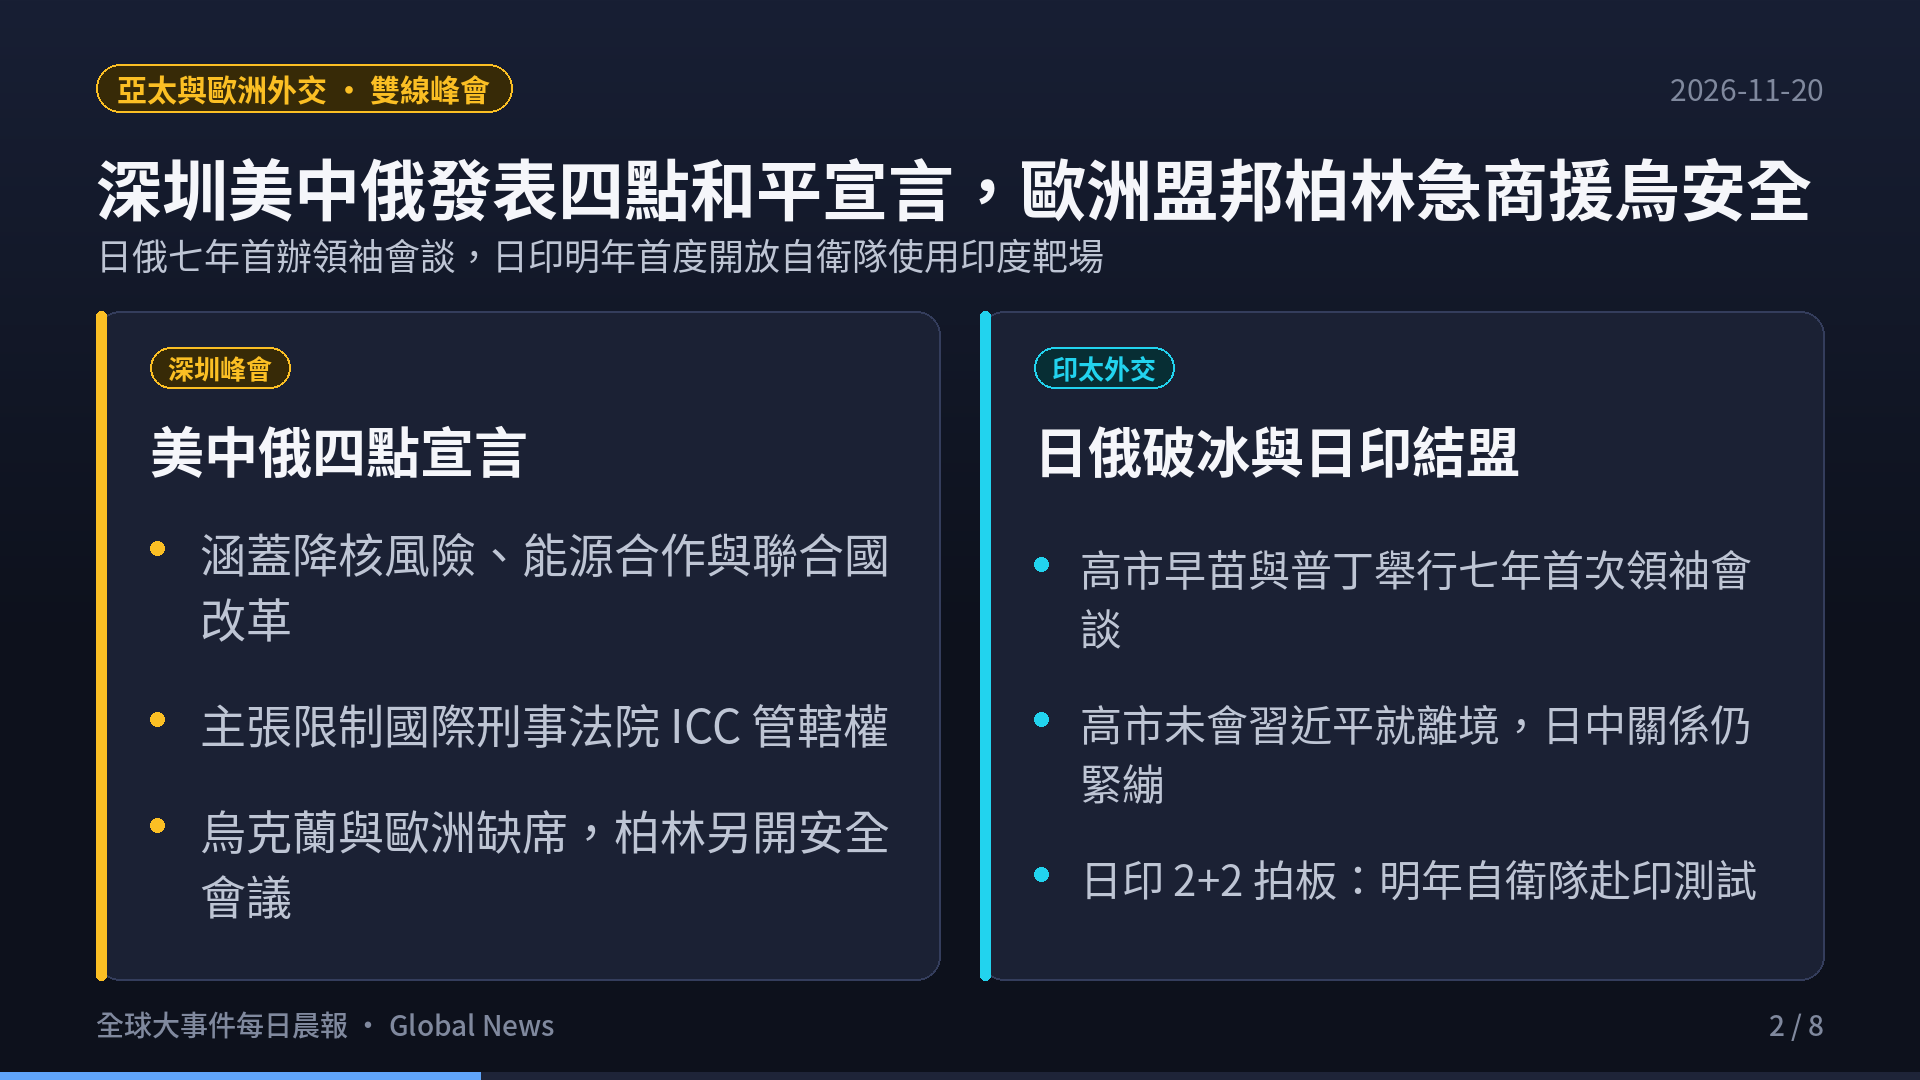 亞太與歐洲外交 • 雙線峰會
2026-11-20
深圳美中俄發表四點和平宣言，歐洲盟邦柏林急商援烏安全
日俄七年首辦領袖會談，日印明年首度開放自衛隊使用印度靶場
深圳峰會
美中俄四點宣言
• 涵蓋降核風險、能源合作與聯合國
改革
• 主張限制國際刑事法院 ICC 管轄權
• 烏克蘭與歐洲缺席，柏林另開安全
會議
印太外交
日俄破冰與日印結盟
• 高市早苗與普丁舉行七年首次領袖會
談
• 高市未會習近平就離境，日中關係仍
緊繃
• 日印 2+2 拍板：明年自衛隊赴印測試
全球大事件每日晨報 • Global News
2 / 8